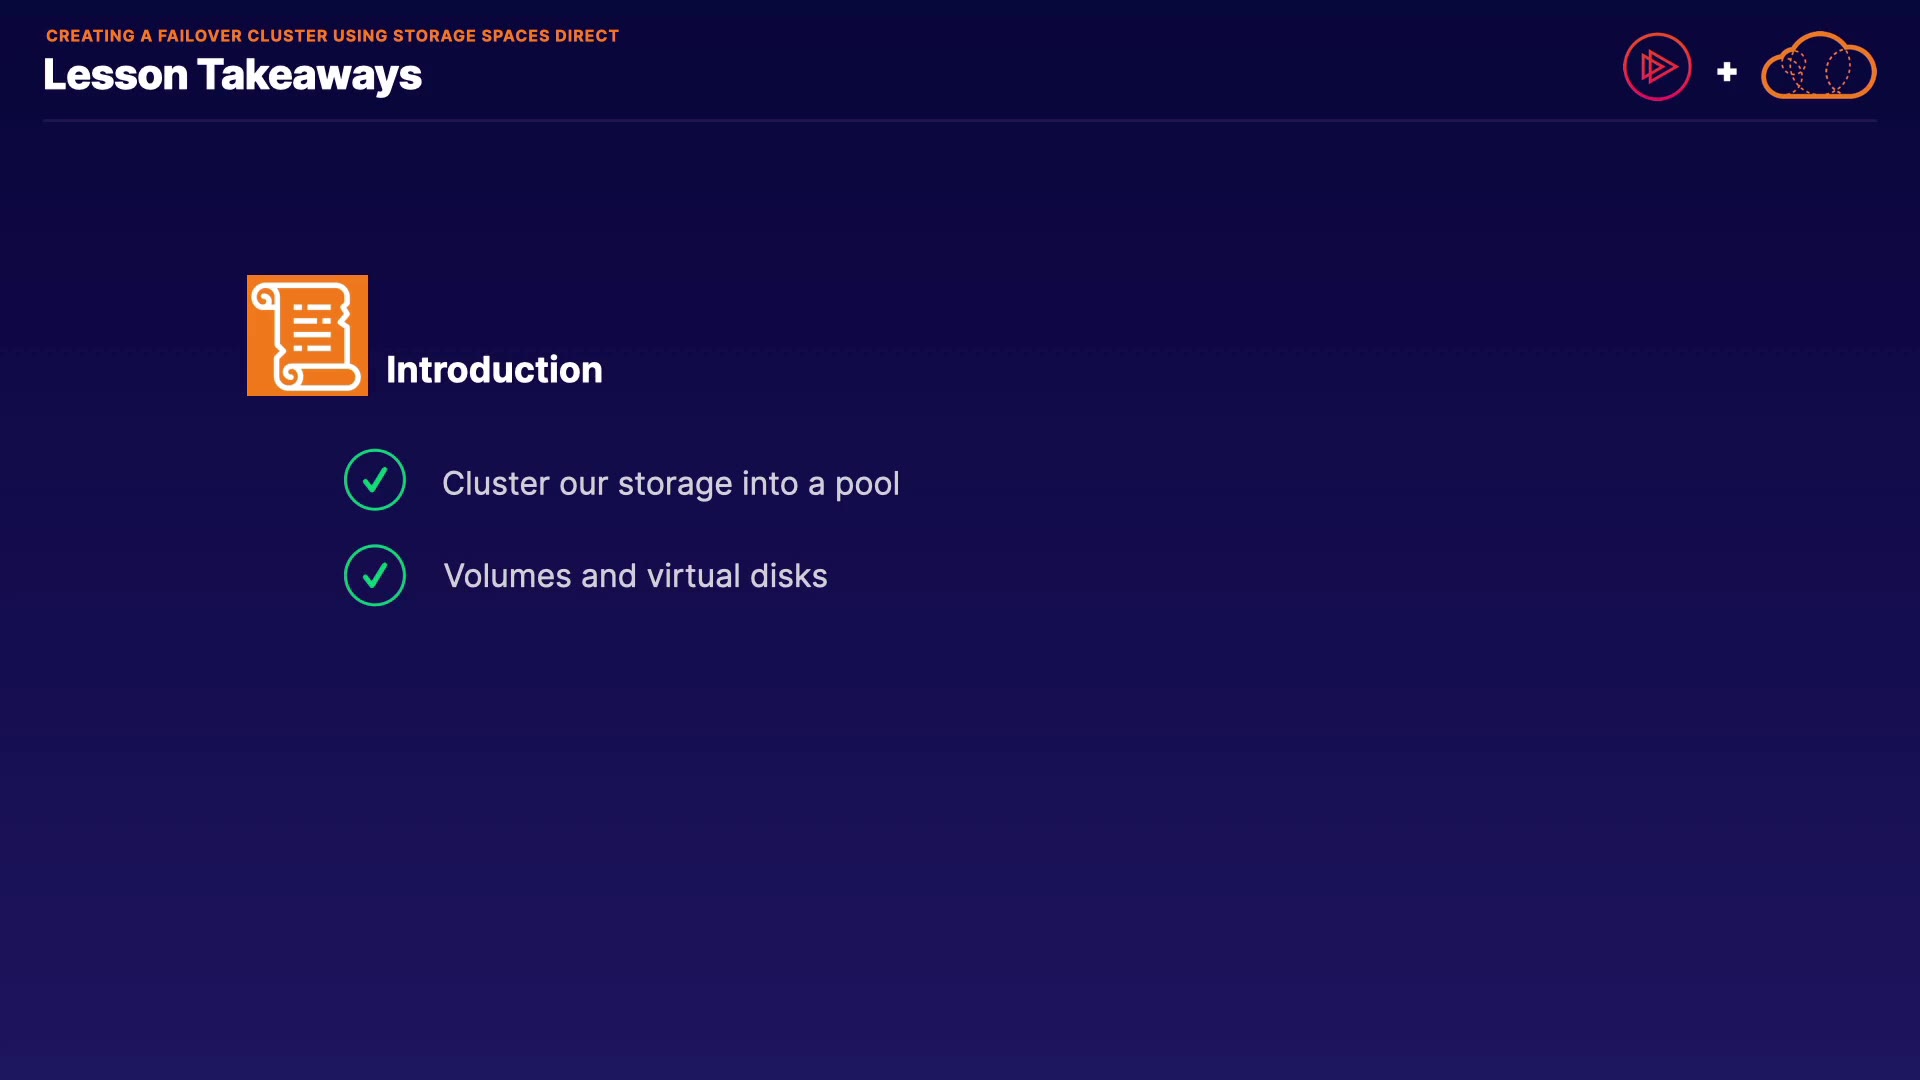 CREATING A FAILOVER CLUSTER USING STORAGE SPACES DIRECT
Lesson Takeaways
Introduction
Cluster our storage into a pool
Volumes and virtual disks